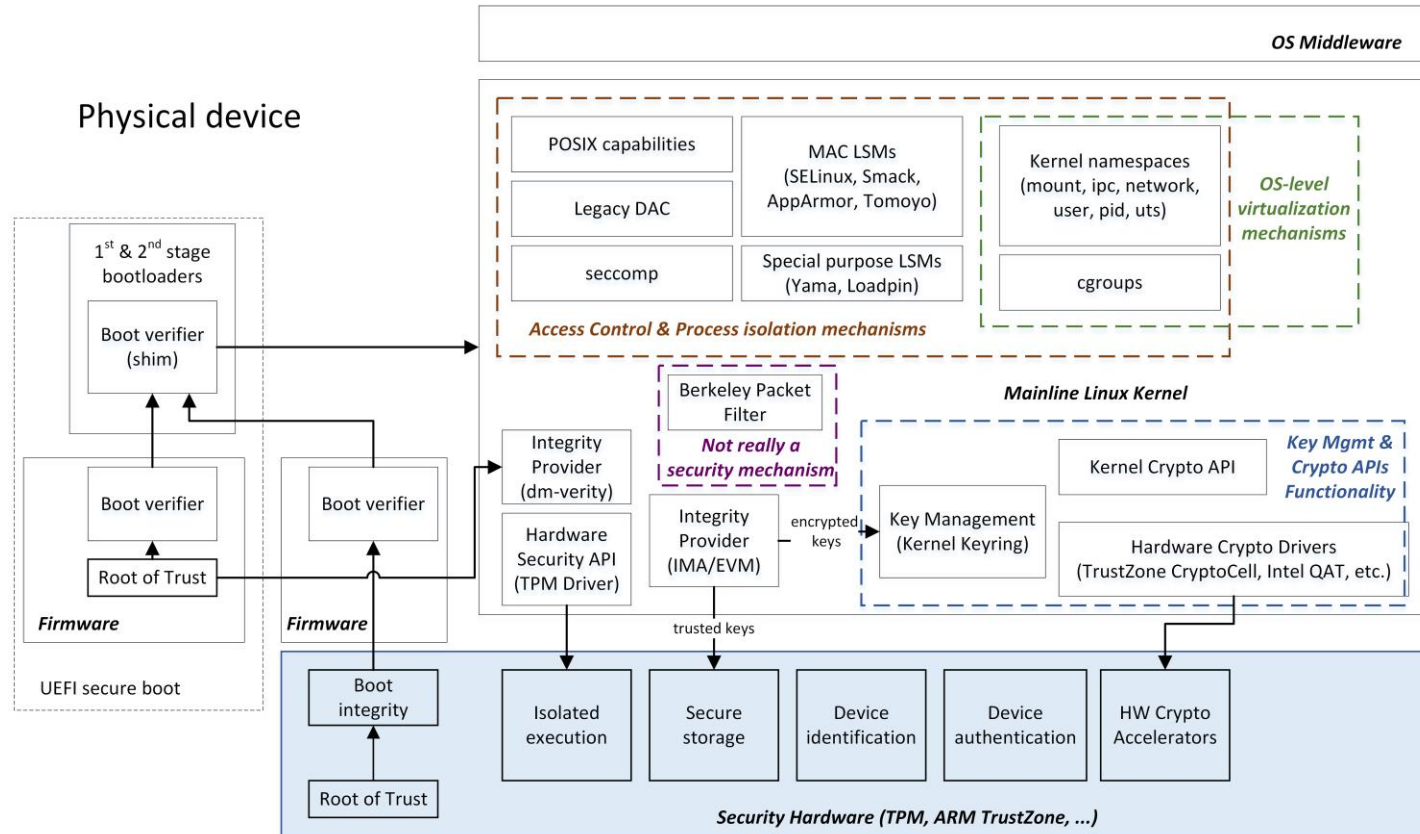 OS Middleware
Physical device
POSIX capabilities
Legacy DAC
seccomp
MAC LSMs
(SELinux, Smack,
AppArmor, Tomoyo)
Special purpose LSMs
(Yama, Loadpin)
Access Control & Process isolation mechanisms
Kernel namespaces
(mount, ipc, network,
user, pid, uts)
cgroups
OS-level
virtualization
mechanisms
1st & 2nd stage
bootloaders
Boot verifier
(shim)
Berkeley Packet
Filter
Not really a
security mechanism
Mainline Linux Kernel
Boot verifier
Root of Trust
Firmware
UEFI secure boot
Boot verifier
Firmware
Integrity
Provider
(dm-verity)
Hardware
Security API
(TPM Driver)
Integrity
Provider
(IMA/EVM)
encrypted
keys
Key Management
(Kernel Keyring)
Kernel Crypto API
Key Mgmt &
Crypto APIs
Functionality
Hardware Crypto Drivers
(TrustZone CryptoCell, Intel QAT, etc.)
trusted keys
Boot
integrity
Root of Trust
Isolated
execution
Secure
storage
Device
identification
Device
authentication
HW Crypto
Accelerators
Security Hardware (TPM, ARM TrustZone, ...)